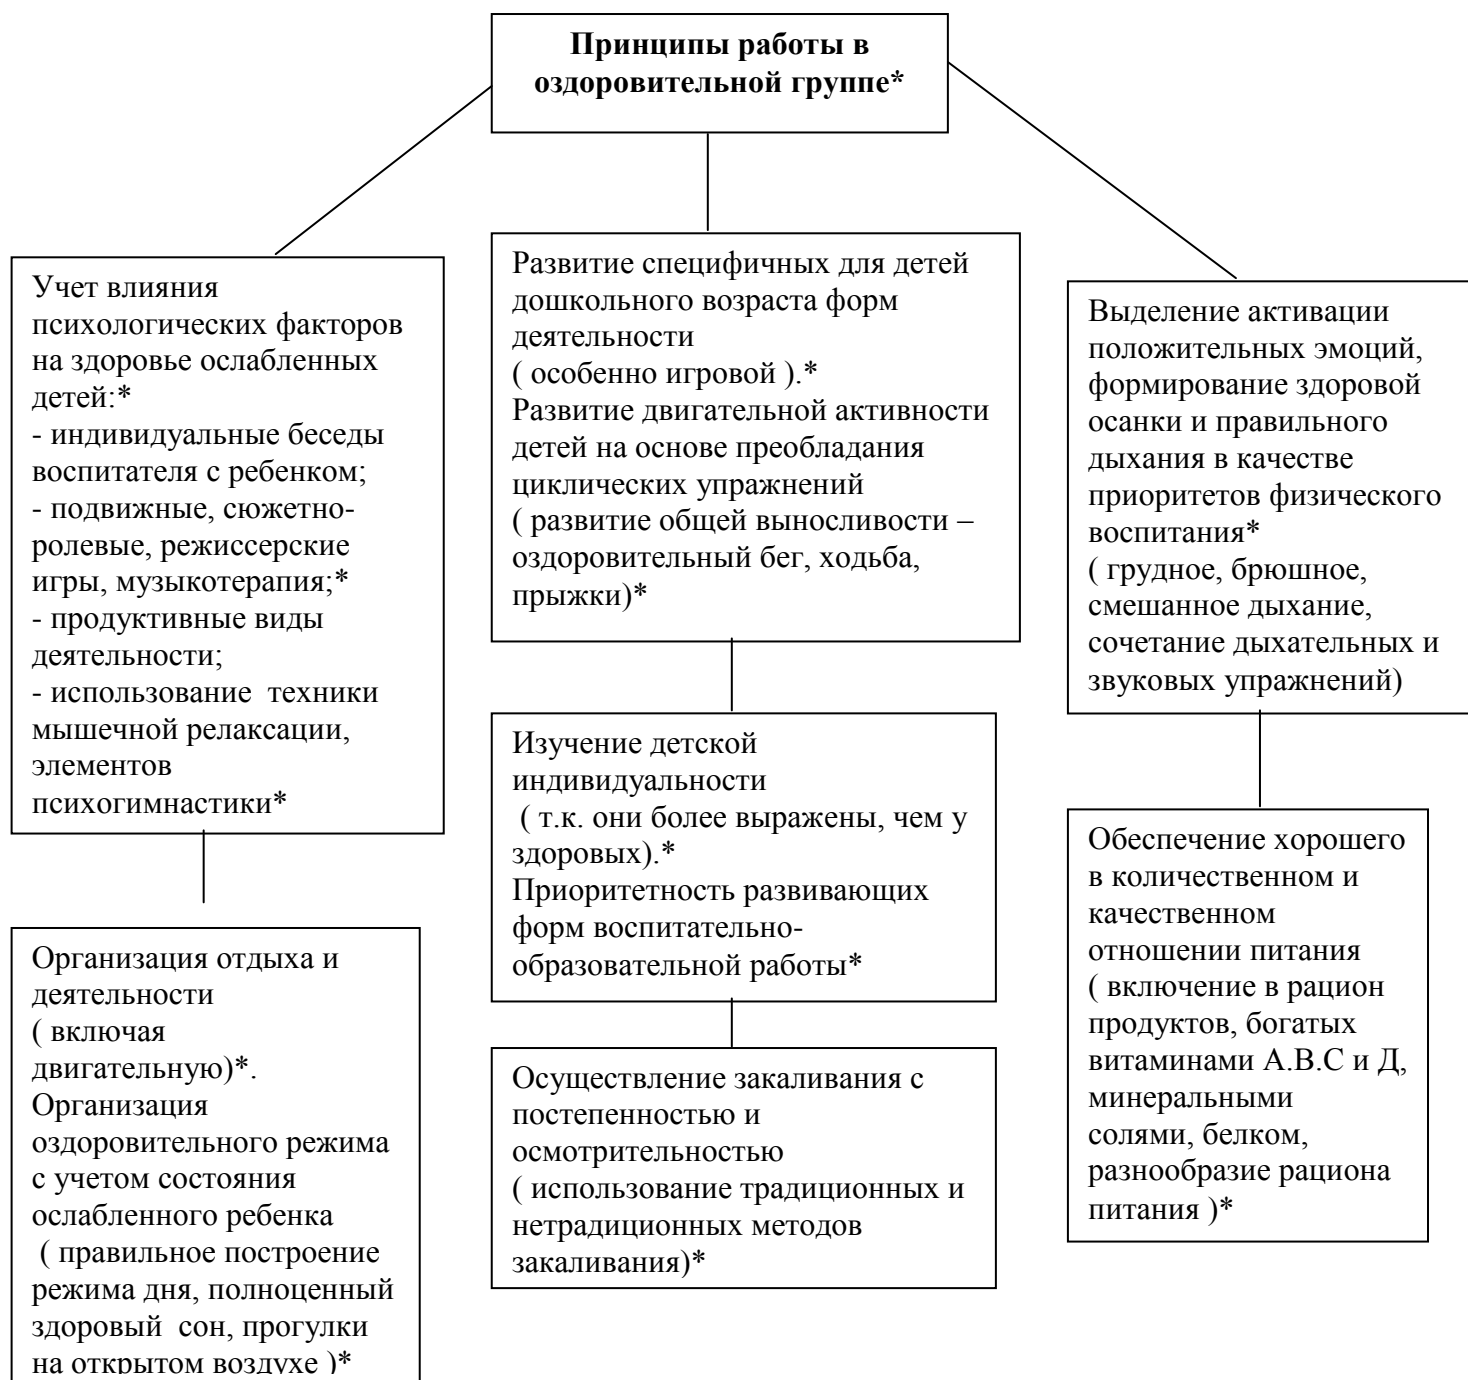 Принципы работы в
оздоровительной группе*
Учет влияния
психологических факторов
на здоровье ослабленных
детей:*
- индивидуальные беседы
воспитателя с ребенком;
- подвижные, сюжетно-
ролевые, режиссерские
игры, музыкотерапия;*
- продуктивные виды
деятельности;
- использование  техники
мышечной релаксации,
элементов
психогимнастики*
Организация отдыха и
деятельности
( включая
двигательную)*.
Организация
оздоровительного режима
с учетом состояния
ослабленного ребенка
( правильное построение
режима дня, полноценный
здоровый  сон, прогулки
на открытом воздухе )*
Развитие специфичных для детей
дошкольного возраста форм
деятельности
( особенно игровой ).*
Развитие двигательной активности
детей на основе преобладания
циклических упражнений
( развитие общей выносливости –
оздоровительный бег, ходьба,
прыжки)*
Изучение детской
индивидуальности
( т.к. они более выражены, чем у
здоровых).*
Приоритетность развивающих
форм воспитательно-
образовательной работы*
Осуществление закаливания с
постепенностью и
осмотрительностью
( использование традиционных и
нетрадиционных методов
закаливания)*
Выделение активации
положительных эмоций,
формирование здоровой
осанки и правильного
дыхания в качестве
приоритетов физического
воспитания*
( грудное, брюшное,
смешанное дыхание,
сочетание дыхательных и
звуковых упражнений)
Обеспечение хорошего
в количественном и
качественном
отношении питания
( включение в рацион
продуктов, богатых
витаминами А.В.С и Д,
минеральными
солями, белком,
разнообразие рациона
питания )*